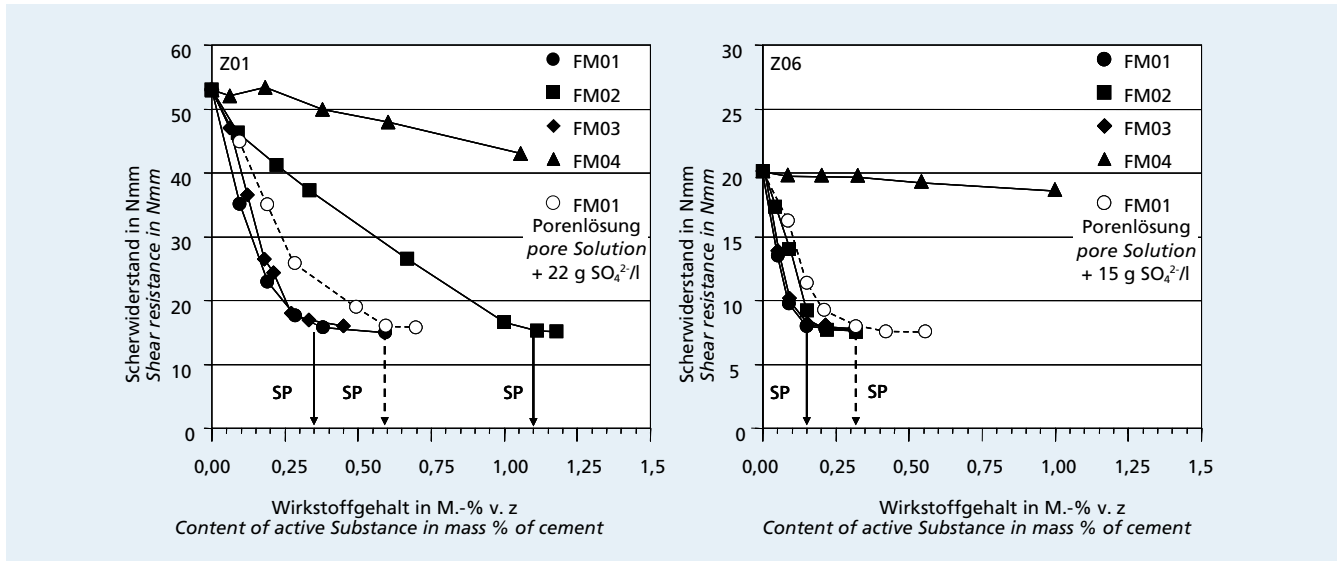 Z01
FM01
FM02
FM03
FM04
FM01
Porenlösung
pore Solution
+ 22 g SO₄²⁻/l
60
50
40
30
20
10
0
Scherwiderstand in Nmm
Shear resistance in Nmm
SP
SP
SP
0,00 0,25 0,50 0,75 1,00 1,25 1,5
Wirkstoffgehalt in M.-% v. z
Content of active Substance in mass % of cement
Z06
FM01
FM02
FM03
FM04
FM01
Porenlösung
pore Solution
+ 15 g SO₄²⁻/l
30
25
20
15
10
5
0
Scherwiderstand in Nmm
Shear resistance in Nmm
SP
SP
0,00 0,25 0,50 0,75 1,00 1,25 1,5
Wirkstoffgehalt in M.-% v. z
Content of active Substance in mass % of cement